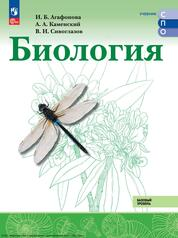 УЧЕБНИК
СПО
И. Б. Агафонова
А. А. Каменский
В. И. Сивоглазов
Биология
БАЗОВЫЙ
УРОВЕНЬ